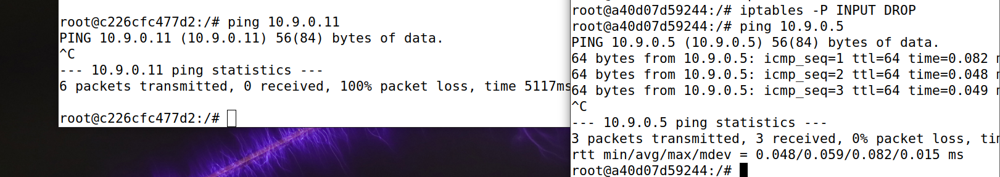 root@c226cfc477d2:/# ping 10.9.0.11
PING 10.9.0.11 (10.9.0.11) 56(84) bytes of data.
^C
--- 10.9.0.11 ping statistics ---
6 packets transmitted, 0 received, 100% packet loss, time 5117ms
root@c226cfc477d2:/#
root@a40d07d59244:/# iptables -P INPUT DROP
root@a40d07d59244:/# ping 10.9.0.5
PING 10.9.0.5 (10.9.0.5) 56(84) bytes of data.
64 bytes from 10.9.0.5: icmp_seq=1 ttl=64 time=0.082
64 bytes from 10.9.0.5: icmp_seq=2 ttl=64 time=0.048
64 bytes from 10.9.0.5: icmp_seq=3 ttl=64 time=0.049
^C
--- 10.9.0.5 ping statistics ---
3 packets transmitted, 3 received, 0% packet loss,
rtt min/avg/max/mdev = 0.048/0.059/0.082/0.015 ms
root@a40d07d59244:/#